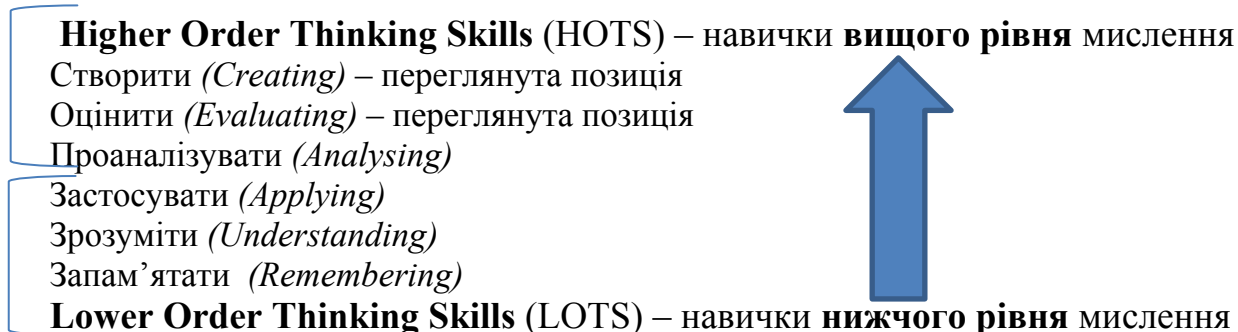 Higher Order Thinking Skills (HOTS) – навички вищого рівня мислення
Створити (Creating) – переглянута позиція
Оцінити (Evaluating) – переглянута позиція
Проаналізувати (Analysing)
Застосувати (Applying)
Зрозуміти (Understanding)
Запам’ятати (Remembering)
Lower Order Thinking Skills (LOTS) – навички нижчого рівня мислення